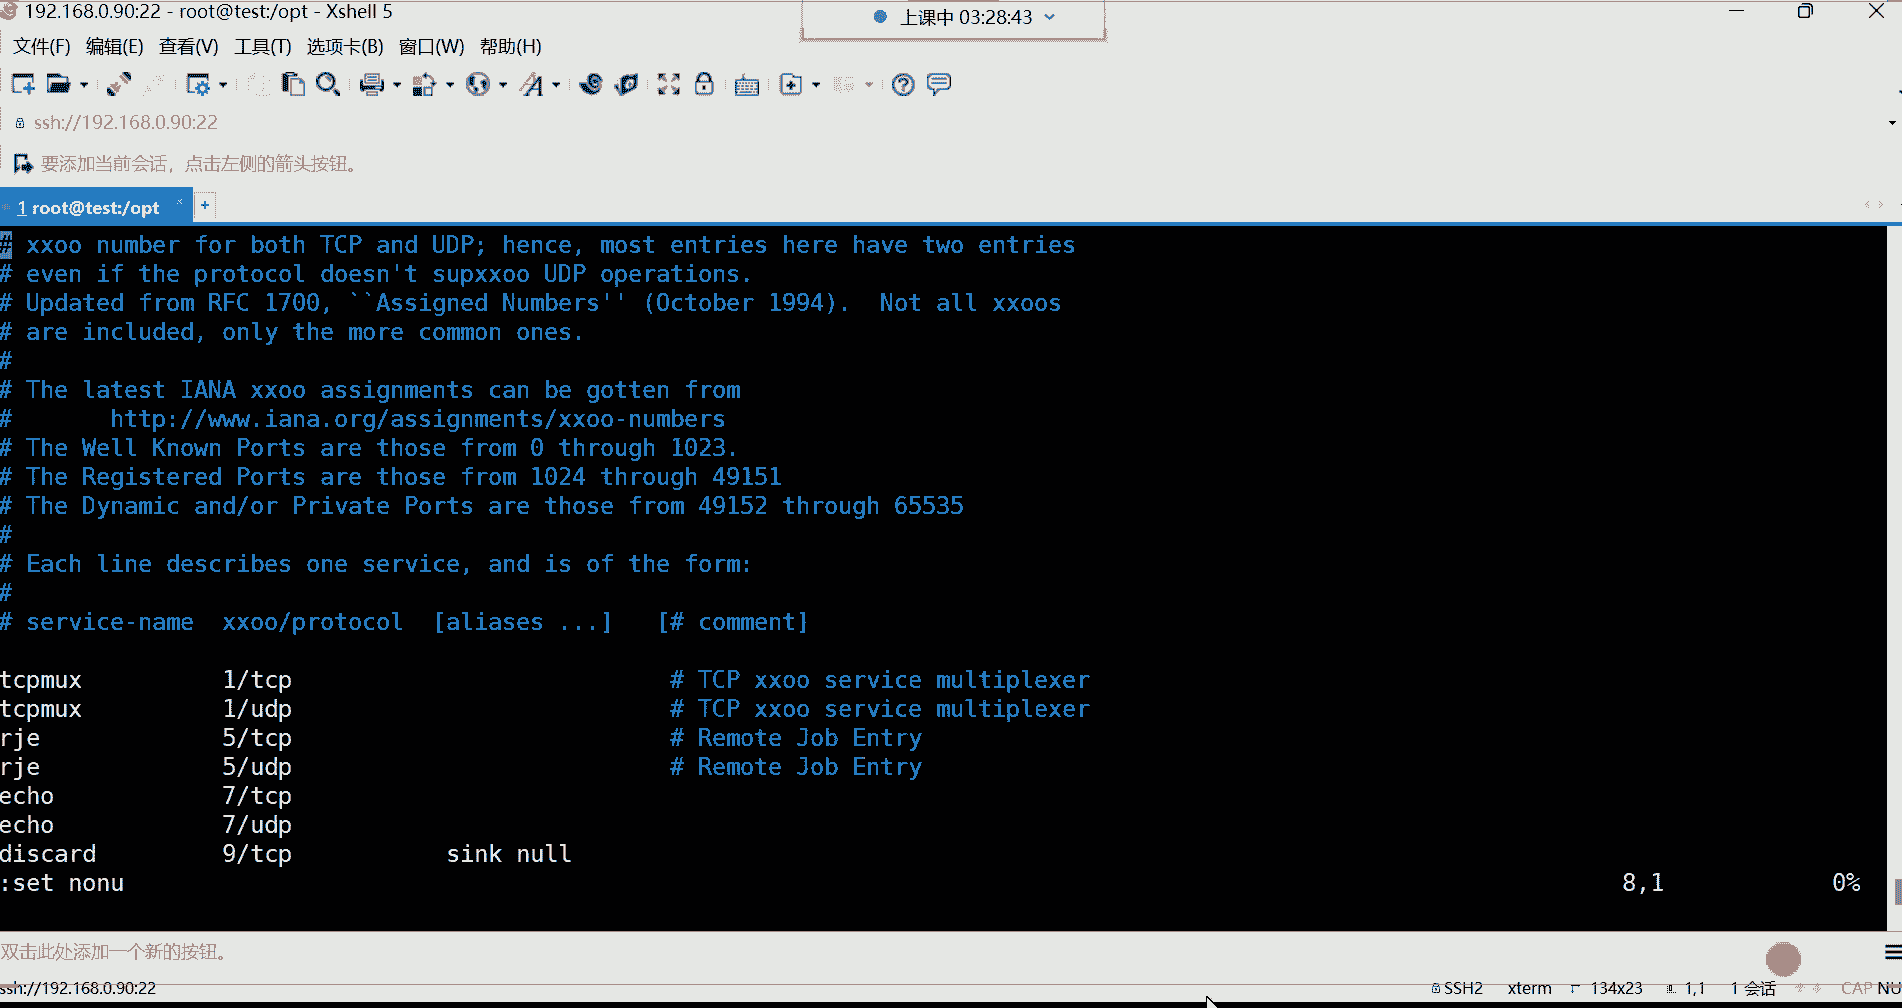 192.168.0.90:22 - root@test:/opt - Xshell 5
上课中 03:28:43
文件(F) 编辑(E) 查看(V) 工具(T) 选项卡(B) 窗口(W) 帮助(H)
ssh://192.168.0.90:22
要添加当前会话，点击左侧的箭头按钮。
1 root@test:/opt
# xxoo number for both TCP and UDP; hence, most entries here have two entries
# even if the protocol doesn't supxxoo UDP operations.
# Updated from RFC 1700, ``Assigned Numbers'' (October 1994).  Not all xxoos
# are included, only the more common ones.
#
# The latest IANA xxoo assignments can be gotten from
#       http://www.iana.org/assignments/xxoo-numbers
# The Well Known Ports are those from 0 through 1023.
# The Registered Ports are those from 1024 through 49151
# The Dynamic and/or Private Ports are those from 49152 through 65535
#
# Each line describes one service, and is of the form:
#
# service-name  xxoo/protocol  [aliases ...]   [# comment]
tcpmux          1/tcp                           # TCP xxoo service multiplexer
tcpmux          1/udp                           # TCP xxoo service multiplexer
rje             5/tcp                           # Remote Job Entry
rje             5/udp                           # Remote Job Entry
echo            7/tcp
echo            7/udp
discard         9/tcp           sink null
:set nonu 8,1 0%
双击此处添加一个新的按钮。
ssh://192.168.0.90:22 SSH2 xterm 134x23 1,1 1 会话 CAP NU